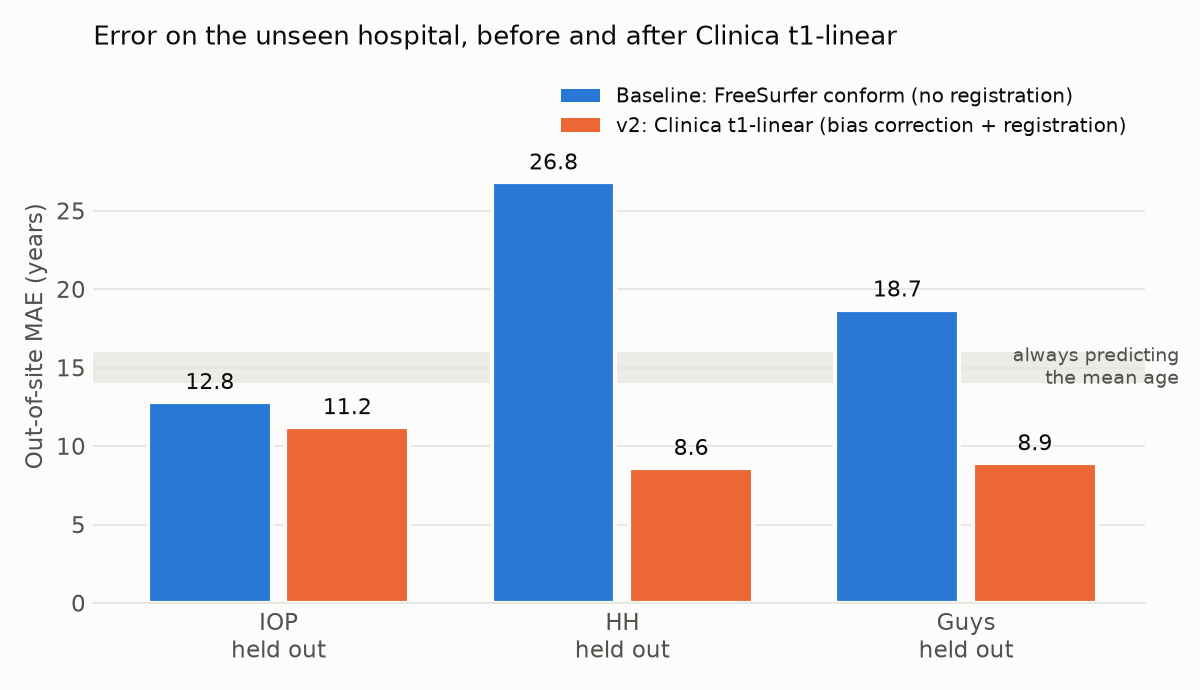 Error on the unseen hospital, before and after Clinica t1-linear
Baseline: FreeSurfer conform (no registration)
v2: Clinica t1-linear (bias correction + registration)
Out-of-site MAE (years)
25
20
15
10
5
0
12.8
11.2
26.8
8.6
18.7
8.9
always predicting
the mean age
IOP
held out
HH
held out
Guys
held out